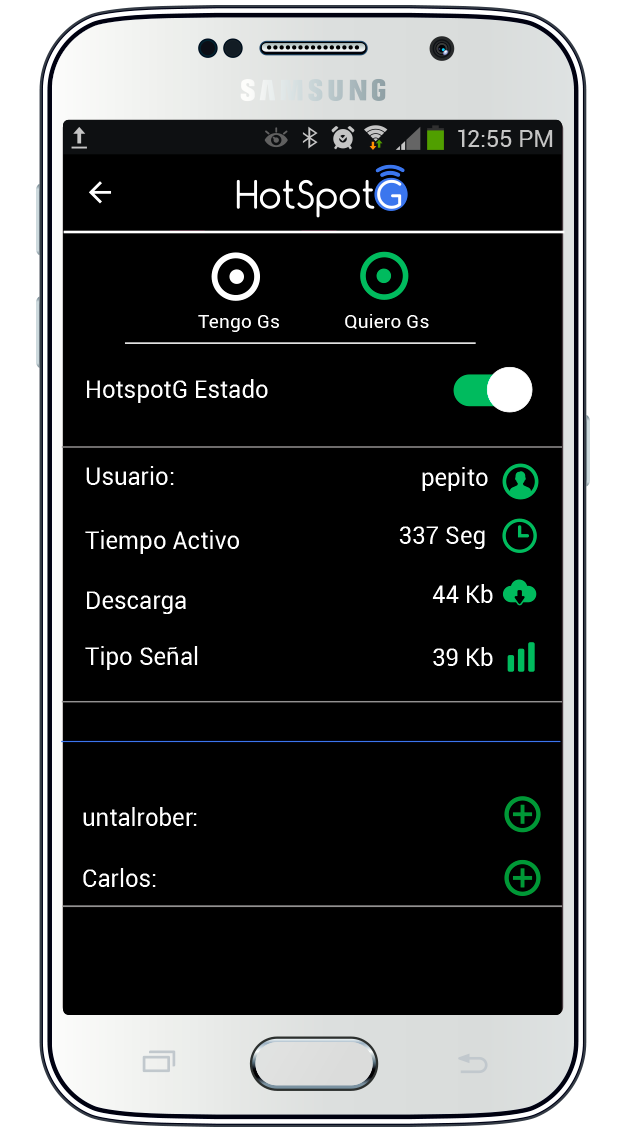 SAMSUNG
12:55 PM
HotSpotG
Tengo Gs Quiero Gs
HotspotG Estado
Usuario: pepito
Tiempo Activo 337 Seg
Descarga 44 Kb
Tipo Señal 39 Kb
untalrober:
Carlos: